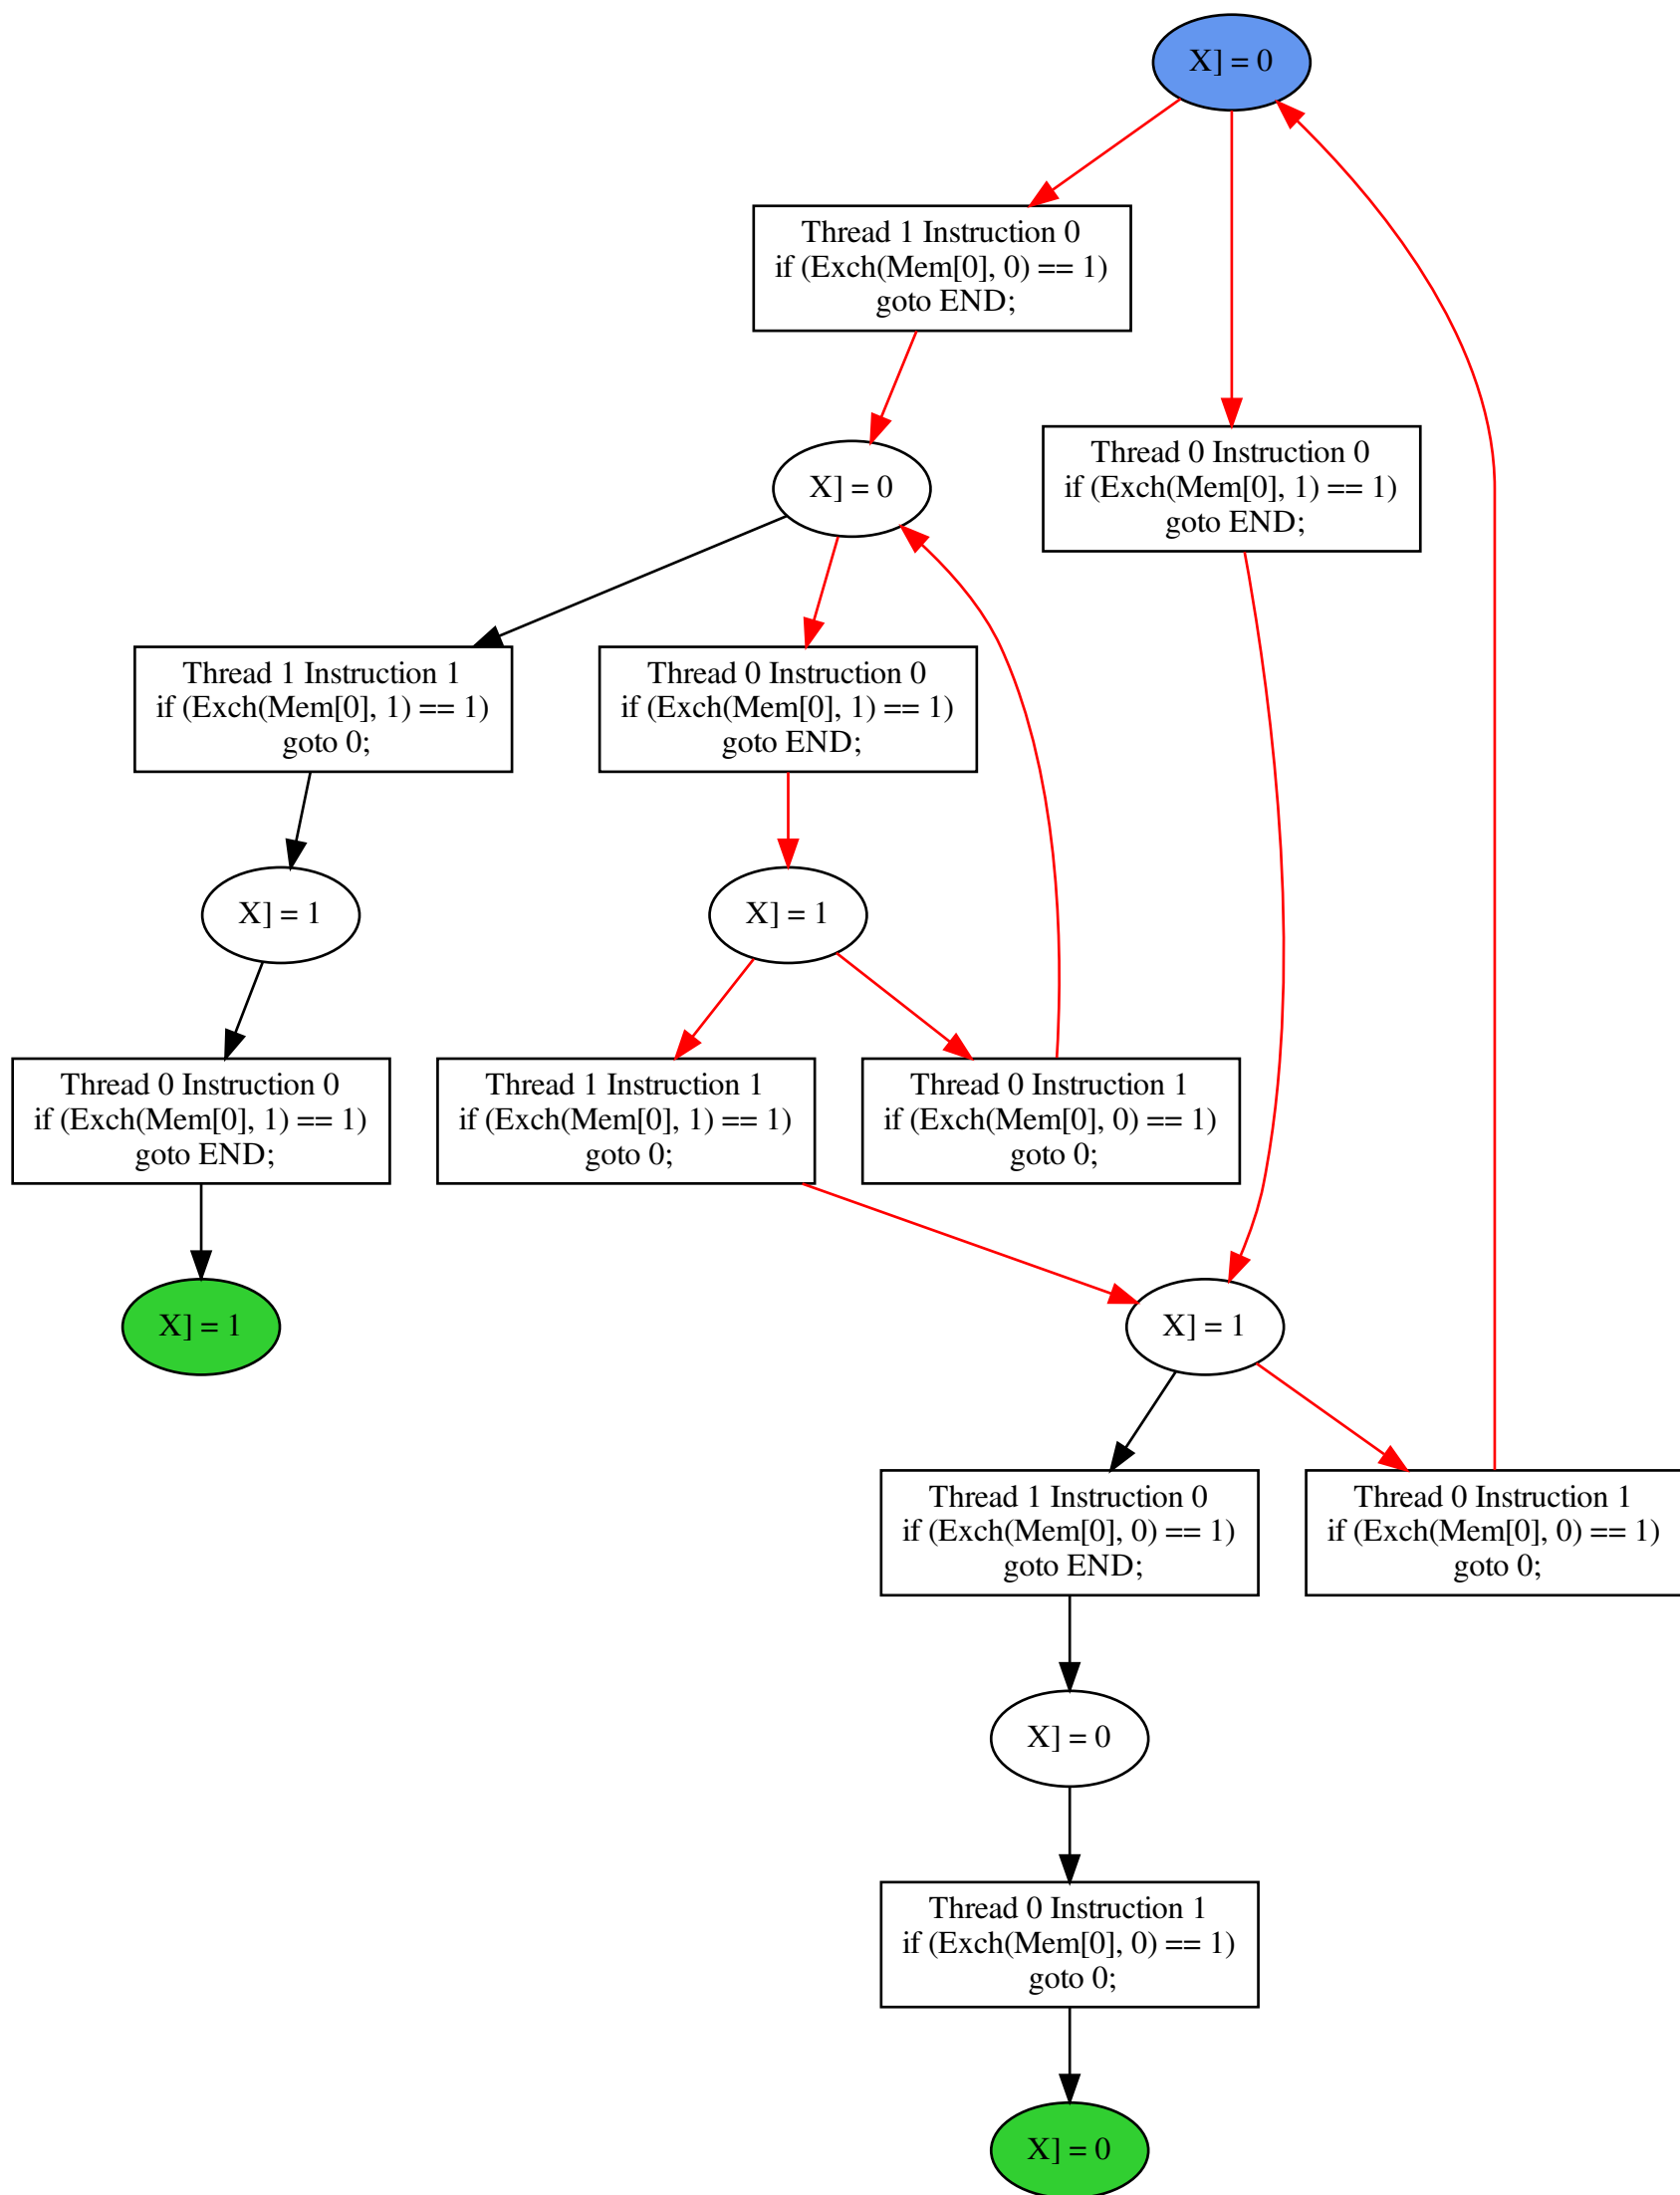 X] = 0
Thread 1 Instruction 0
if (Exch(Mem[0], 0) == 1)
goto END;
X] = 0
Thread 0 Instruction 0
if (Exch(Mem[0], 1) == 1)
goto END;
Thread 1 Instruction 1
if (Exch(Mem[0], 1) == 1)
goto 0;
Thread 0 Instruction 0
if (Exch(Mem[0], 1) == 1)
goto END;
X] = 1
X] = 1
Thread 0 Instruction 0
if (Exch(Mem[0], 1) == 1)
goto END;
Thread 1 Instruction 1
if (Exch(Mem[0], 1) == 1)
goto 0;
Thread 0 Instruction 1
if (Exch(Mem[0], 0) == 1)
goto 0;
X] = 1
X] = 1
Thread 1 Instruction 0
if (Exch(Mem[0], 0) == 1)
goto END;
Thread 0 Instruction 1
if (Exch(Mem[0], 0) == 1)
goto 0;
X] = 0
Thread 0 Instruction 1
if (Exch(Mem[0], 0) == 1)
goto 0;
X] = 0